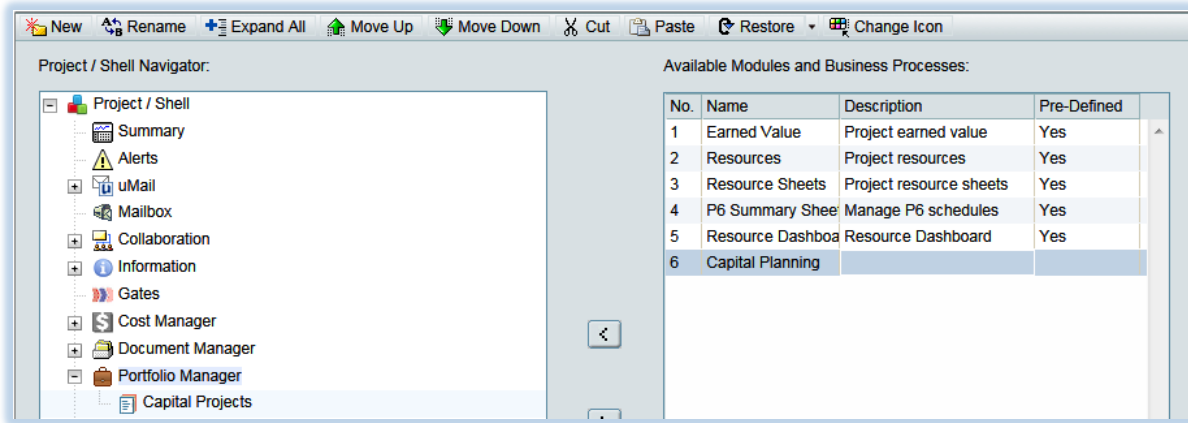 New Rename Expand All Move Up Move Down Cut Paste Restore Change Icon
Project / Shell Navigator:
Project / Shell
Summary
Alerts
uMail
Mailbox
Collaboration
Information
Gates
Cost Manager
Document Manager
Portfolio Manager
Capital Projects
Available Modules and Business Processes:
No. Name Description Pre-Defined
1 Earned Value Project earned value Yes
2 Resources Project resources Yes
3 Resource Sheets Project resource sheets Yes
4 P6 Summary Shee Manage P6 schedules Yes
5 Resource Dashboa Resource Dashboard Yes
6 Capital Planning
<